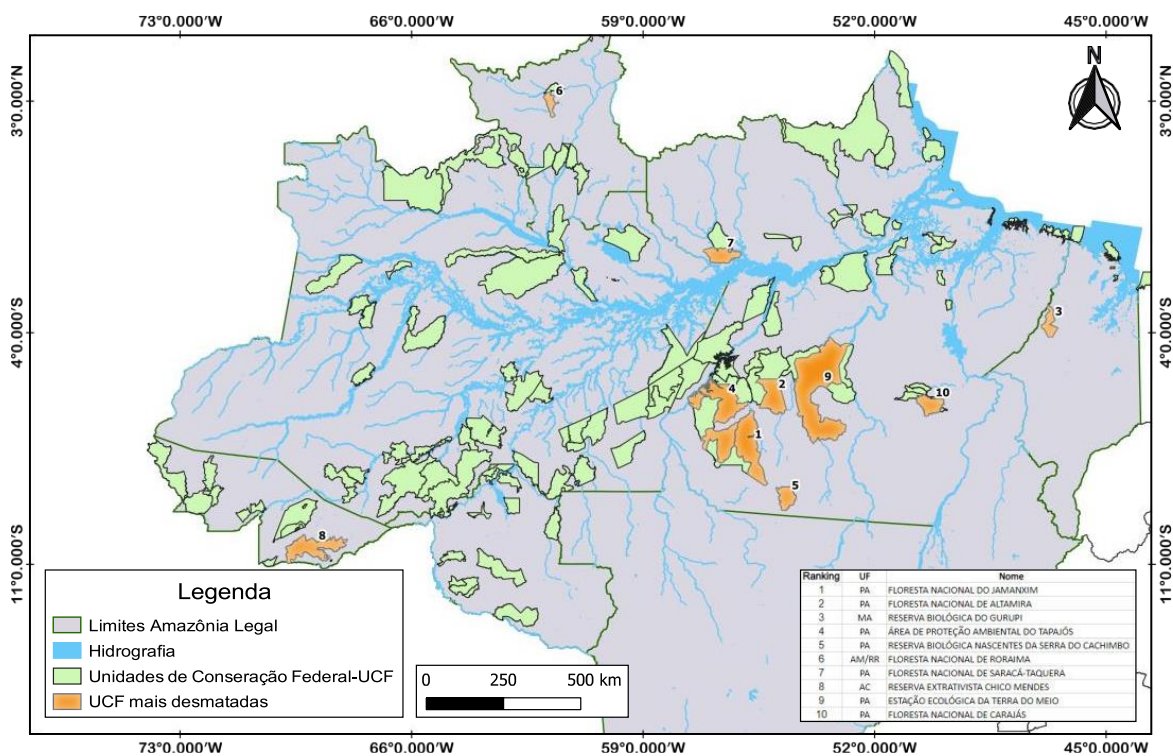 73°0.000'W 66°0.000'W 59°0.000'W 52°0.000'W 45°0.000'W
N
3°0.000'N 3°0.000'N
6
7
4°0.000'S 4°0.000'S
3
9
2
4
10
1
5
8
11°0.000'S 11°0.000'S
Legenda
Limites Amazônia Legal
Hidrografia
Unidades de Conseração Federal-UCF
UCF mais desmatadas
0 250 500 km
Ranking UF Nome
1 PA FLORESTA NACIONAL DO JAMANXIM
2 PA FLORESTA NACIONAL DE ALTAMIRA
3 MA RESERVA BIOLÓGICA DO GURUPI
4 PA ÁREA DE PROTEÇÃO AMBIENTAL DO TAPAJÓS
5 PA RESERVA BIOLÓGICA NASCENTES DA SERRA DO CACHIMBO
6 AM/RR FLORESTA NACIONAL DE RORAIMA
7 PA FLORESTA NACIONAL DE SARACÁ-TAQUERA
8 AC RESERVA EXTRATIVISTA CHICO MENDES
9 PA ESTAÇÃO ECOLÓGICA DA TERRA DO MEIO
10 PA FLORESTA NACIONAL DE CARAJÁS
73°0.000'W 66°0.000'W 59°0.000'W 52°0.000'W 45°0.000'W